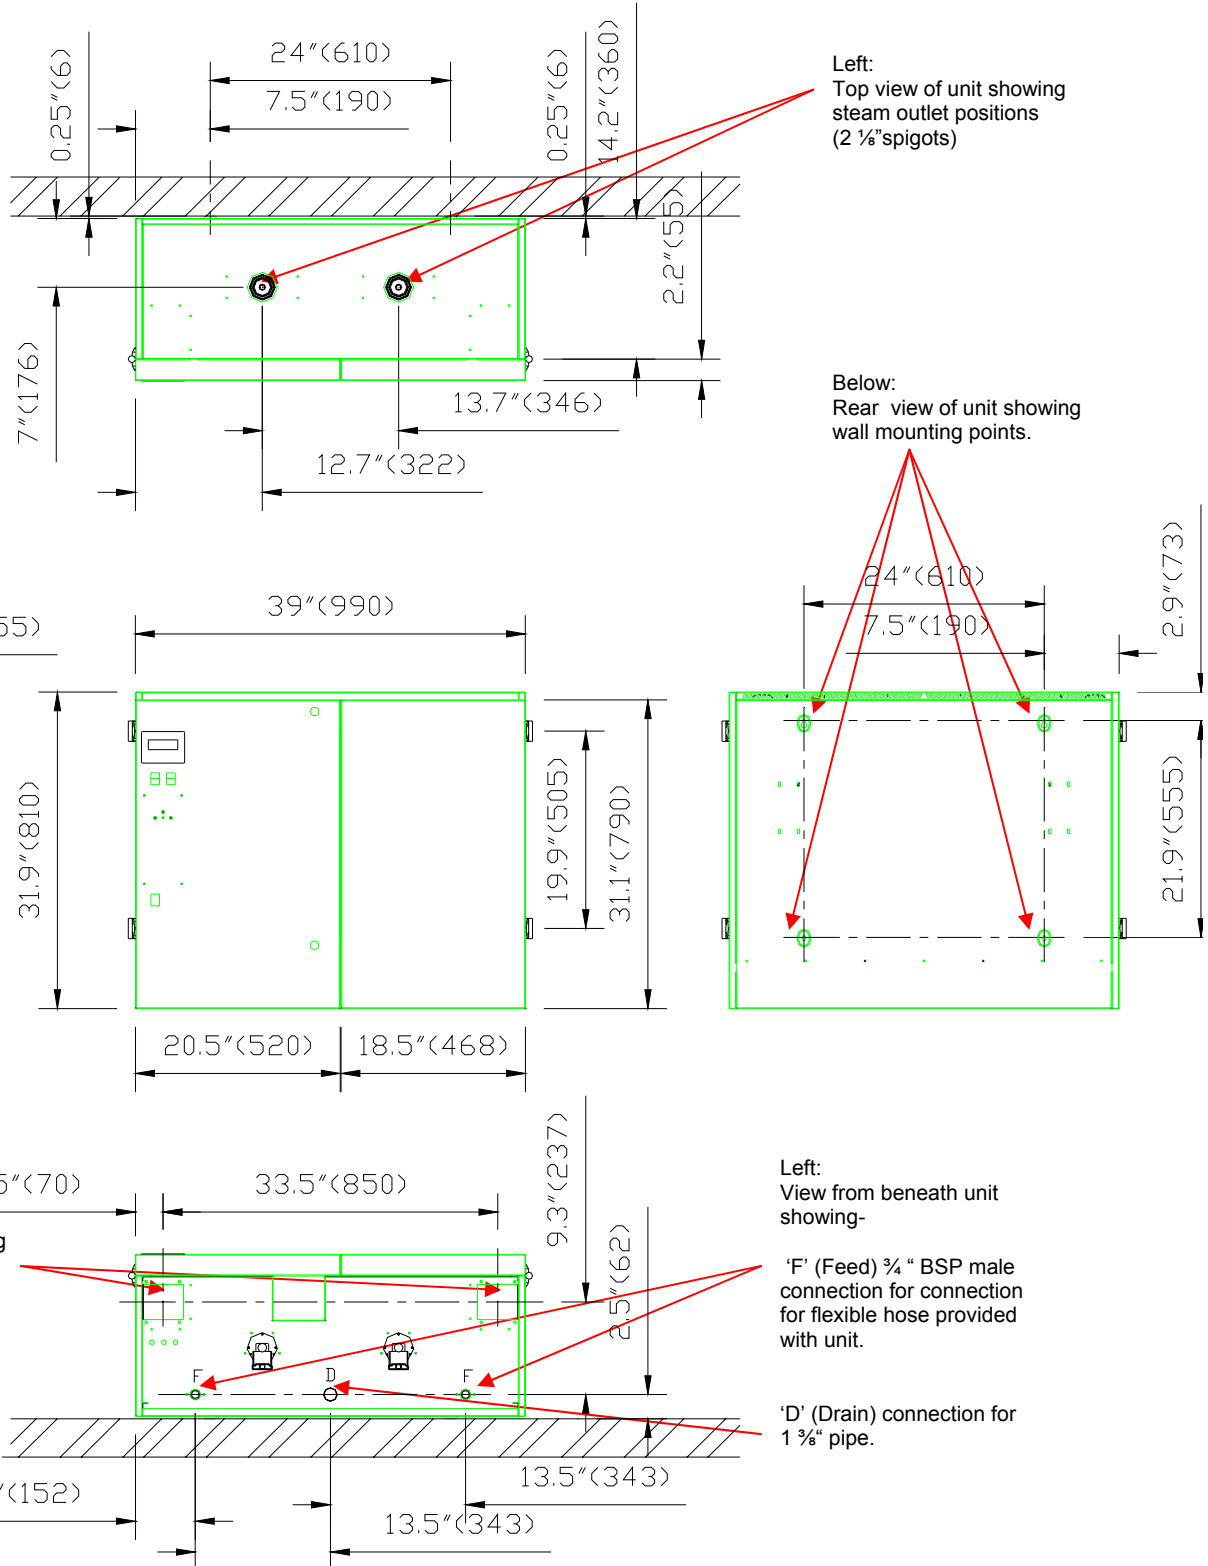 0.25"(6)
24"(610)
7.5"(190)
0.25"(6)
14.2"(360)
Left:
Top view of unit showing
steam outlet positions
(2 ⅛"spigots)
2.2"(55)
7"(176)
13.7"(346)
12.7"(322)
Below:
Rear  view of unit showing
wall mounting points.
55)
39"(990)
24"(610)
7.5"(190)
2.9"(73)
31.9"(810)
19.9"(505)
31.1"(790)
21.9"(555)
20.5"(520)
18.5"(468)
5"(70)
33.5"(850)
9.3"(237)
2.5"(62)
g
Left:
View from beneath unit
showing-
'F' (Feed) ¾ " BSP male
connection for connection
for flexible hose provided
with unit.
F
D
F
'D' (Drain) connection for
1 ⅜" pipe.
"(152)
13.5"(343)
13.5"(343)